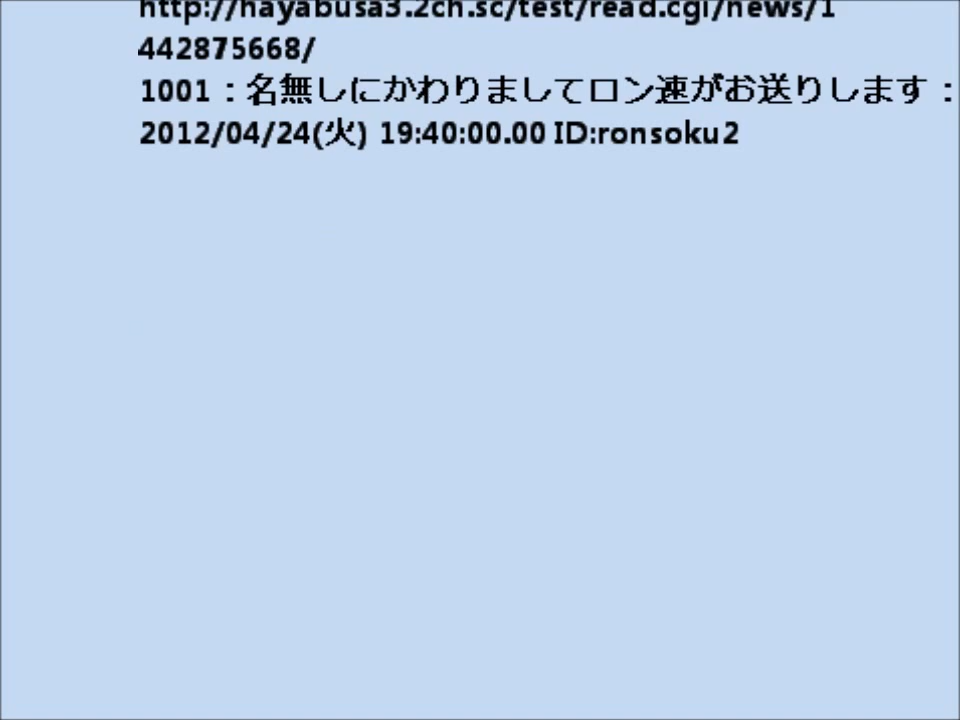 http://hayabusa3.2ch.sc/test/read.cgi/news/1
442875668/
1001：名無しにかわりましてロン速がお送りします：
2012/04/24(火) 19:40:00.00 ID:ronsoku2